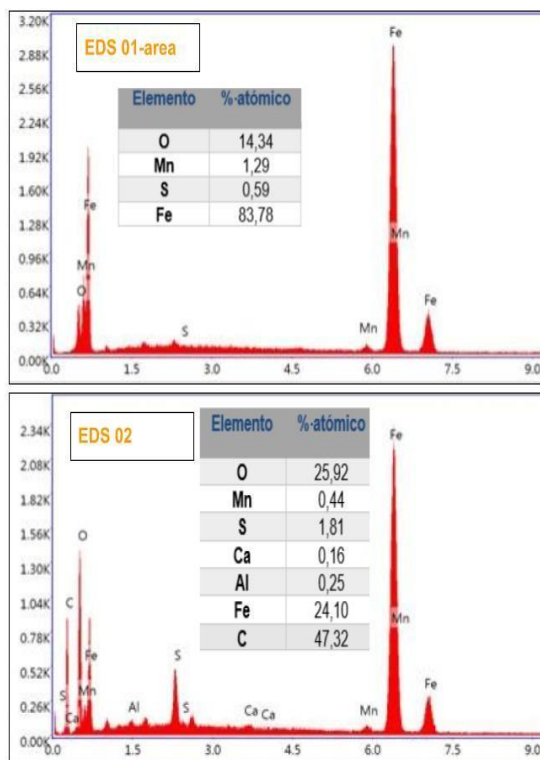 3.20K
EDS 01-area
Fe
2.88K
Elemento %·atómico
2.56K
O 14,34
2.24K
Mn 1,29
1.92K
S 0,59
Fe 83,78
1.60K
Fe
1.28K
Mn
0.96K
Mn
0.64K
O
Fe
0.32K
S
Mn
0.00K
0.0 1.5 3.0 4.5 6.0 7.5 9.0
2.34K
EDS 02
Elemento %·atómico
Fe
2.08K
O 25,92
1.82K
Mn 0,44
S 1,81
1.56K
O
Ca 0,16
1.30K
Al 0,25
Fe 24,10
1.04K
C
C 47,32
Mn
0.78K
Fe
S
0.52K
Fe
S
Mn
0.26K
Ca
Al
S
Ca
Ca
Mn
0.00K
0.0 1.5 3.0 4.5 6.0 7.5 9.0